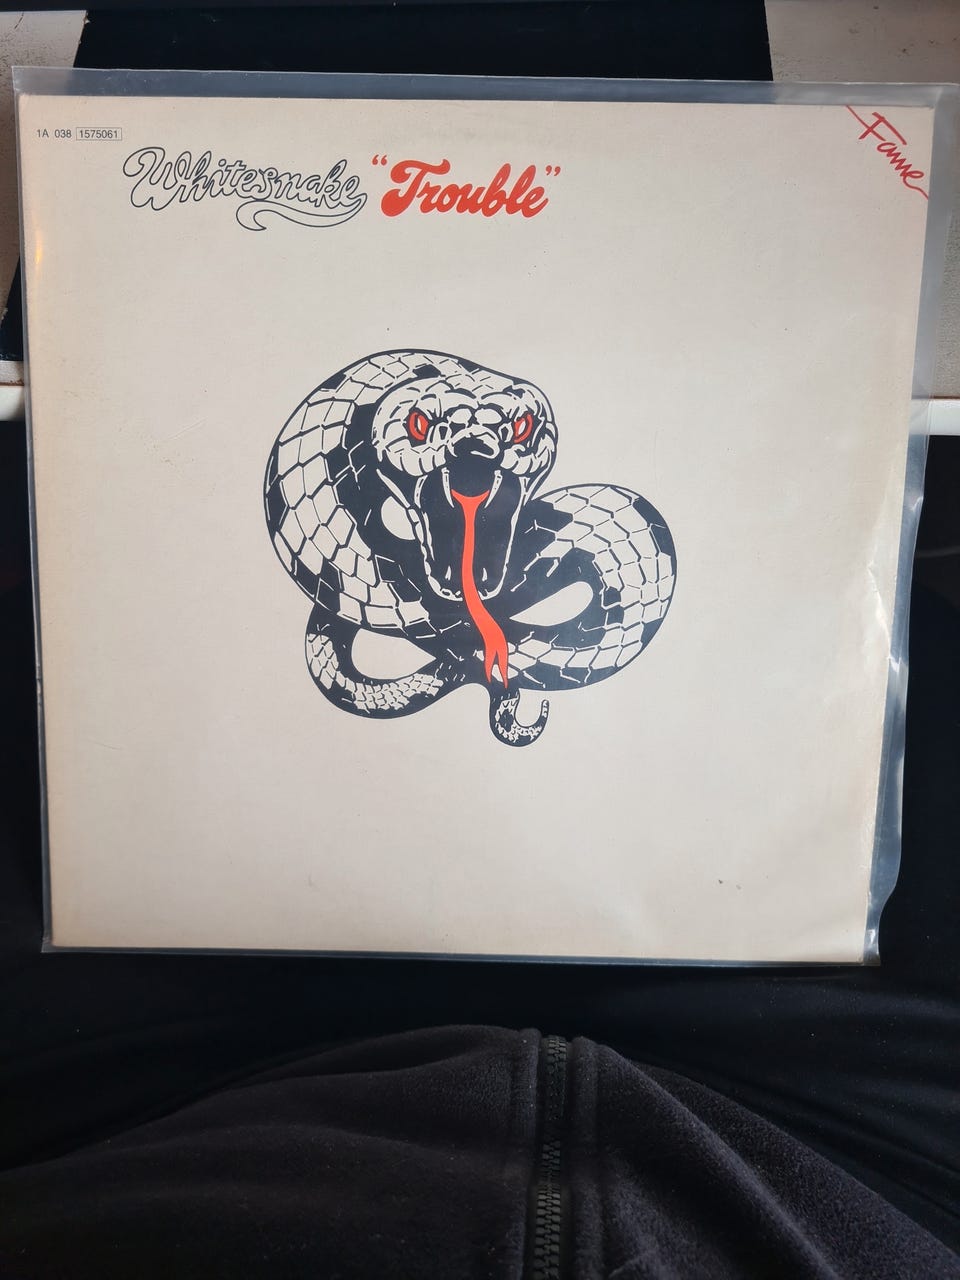 1A 038 1575061
Whitesnake “Trouble”
Fame